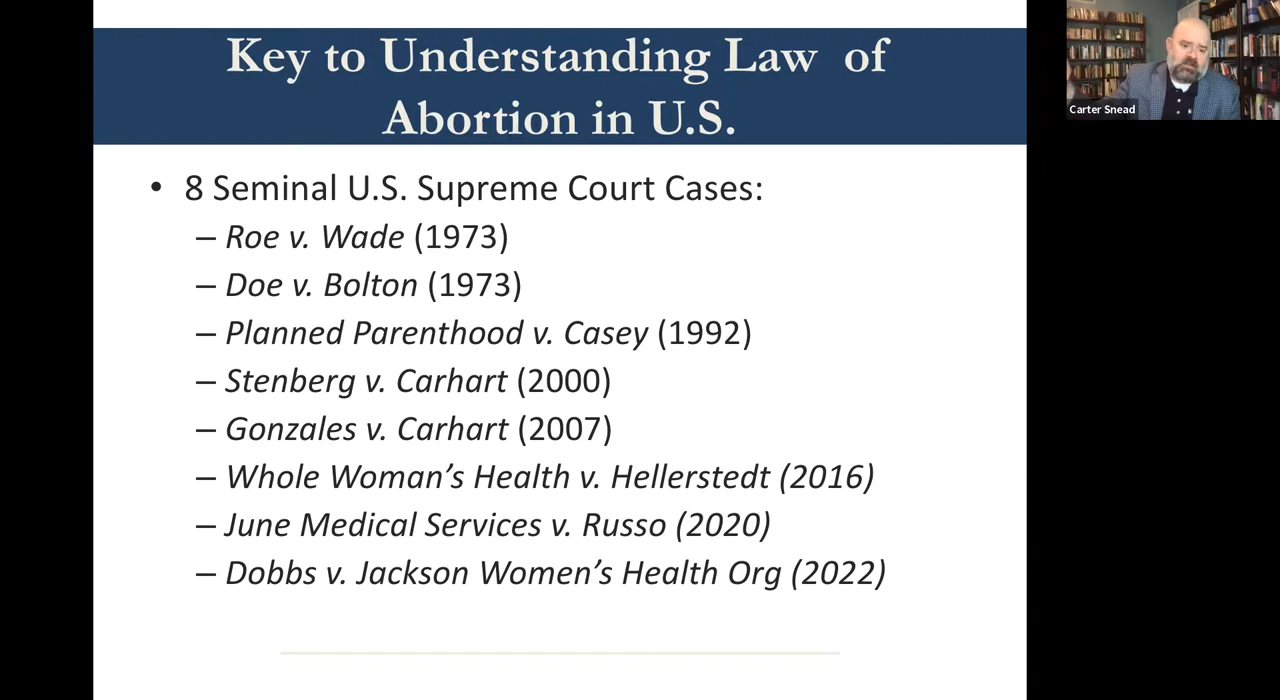 Key to Understanding Law of
Abortion in U.S.
• 8 Seminal U.S. Supreme Court Cases:
– Roe v. Wade (1973)
– Doe v. Bolton (1973)
– Planned Parenthood v. Casey (1992)
– Stenberg v. Carhart (2000)
– Gonzales v. Carhart (2007)
– Whole Woman’s Health v. Hellerstedt (2016)
– June Medical Services v. Russo (2020)
– Dobbs v. Jackson Women’s Health Org (2022)
Carter Snead